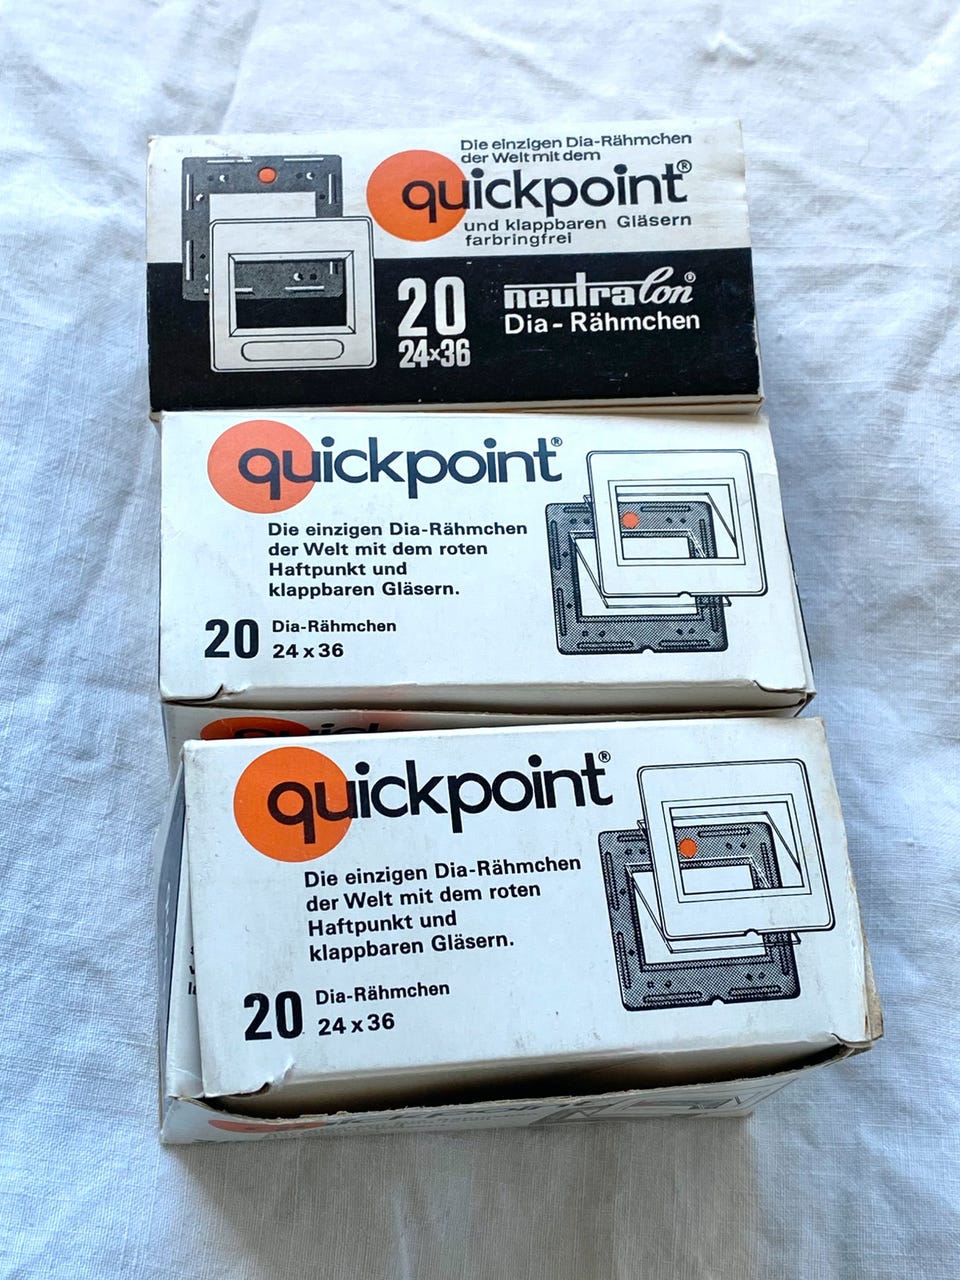 Die einzigen Dia-Rähmchen
der Welt mit dem
quickpoint®
und klappbaren Gläsern
farbringfrei
20
24x36
neutralon®
Dia-Rähmchen
quickpoint®
Die einzigen Dia-Rähmchen
der Welt mit dem roten
Haftpunkt und
klappbaren Gläsern.
20 Dia-Rähmchen
24 x 36
quickpoint®
Die einzigen Dia-Rähmchen
der Welt mit dem roten
Haftpunkt und
klappbaren Gläsern.
20 Dia-Rähmchen
24 x 36